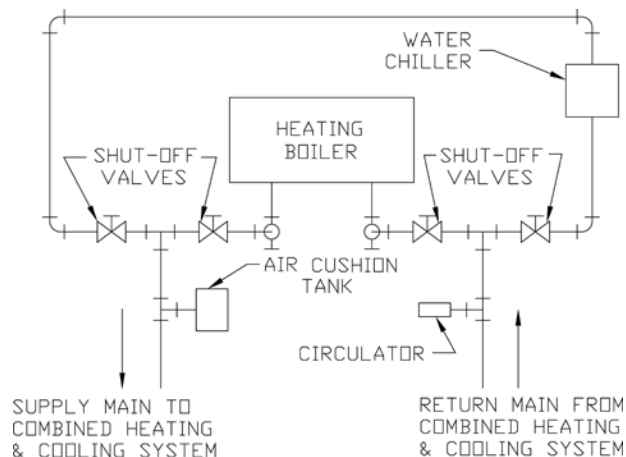 WATER
CHILLER
HEATING
BOILER
SHUT-OFF
VALVES
SHUT-OFF
VALVES
AIR CUSHION
TANK
CIRCULATOR
SUPPLY MAIN TO
COMBINED HEATING
& COOLING SYSTEM
RETURN MAIN FROM
COMBINED HEATING
& COOLING SYSTEM